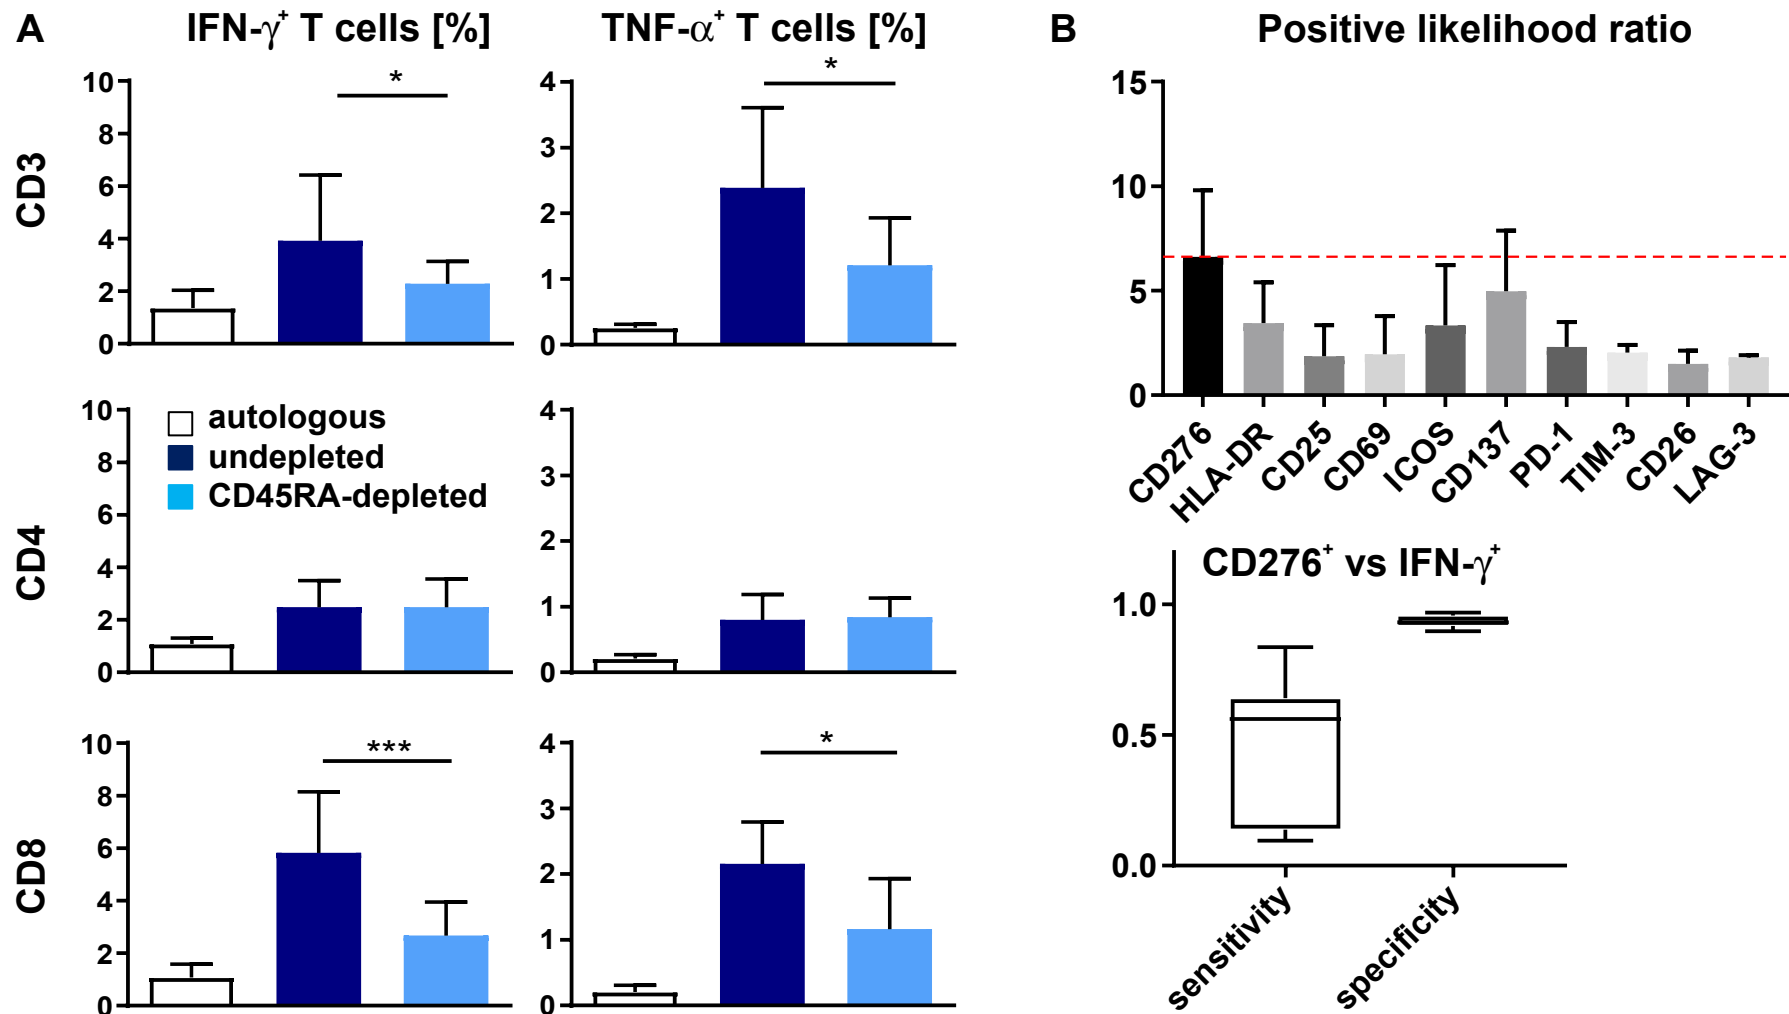 A
IFN-γ⁺ T cells [%]
TNF-α⁺ T cells [%]
CD3
10
8
6
4
2
0
*
4
3
2
1
0
*
CD4
10
8
6
4
2
0
autologous
undepleted
CD45RA-depleted
4
3
2
1
0
CD8
10
8
6
4
2
0
***
4
3
2
1
0
*
B
Positive likelihood ratio
15
10
5
0
CD276
HLA-DR
CD25
CD69
ICOS
CD137
PD-1
TIM-3
CD26
LAG-3
CD276⁺ vs IFN-γ⁺
1.0
0.5
0.0
sensitivity
specificity